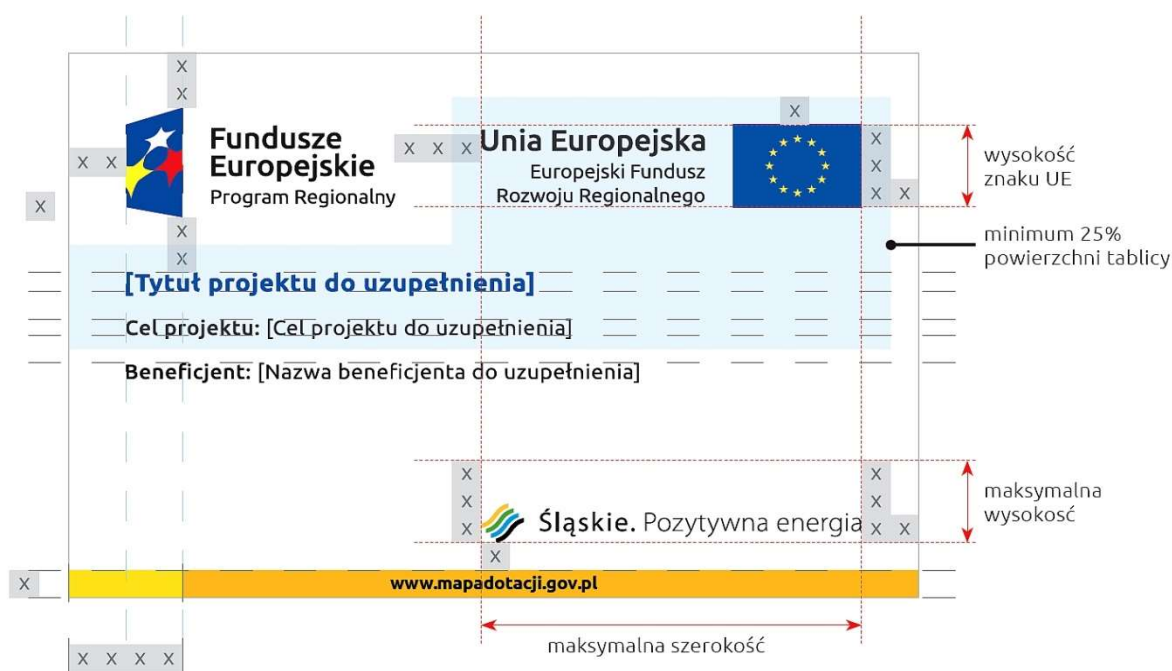 X
X
Fundusze
Europejskie
Program Regionalny
X X
X
X
X
X X X
Unia Europejska
Europejski Fundusz
Rozwoju Regionalnego
X
X
X
X X
wysokość
znaku UE
minimum 25%
powierzchni tablicy
[Tytuł projektu do uzupełnienia]
Cel projektu: [Cel projektu do uzupełnienia]
Beneficjent: [Nazwa beneficjenta do uzupełnienia]
X
X
X
Śląskie. Pozytywna energia
X
X
X
X X
maksymalna
wysokosć
X
www.mapadotacji.gov.pl
maksymalna szerokość
X X X X